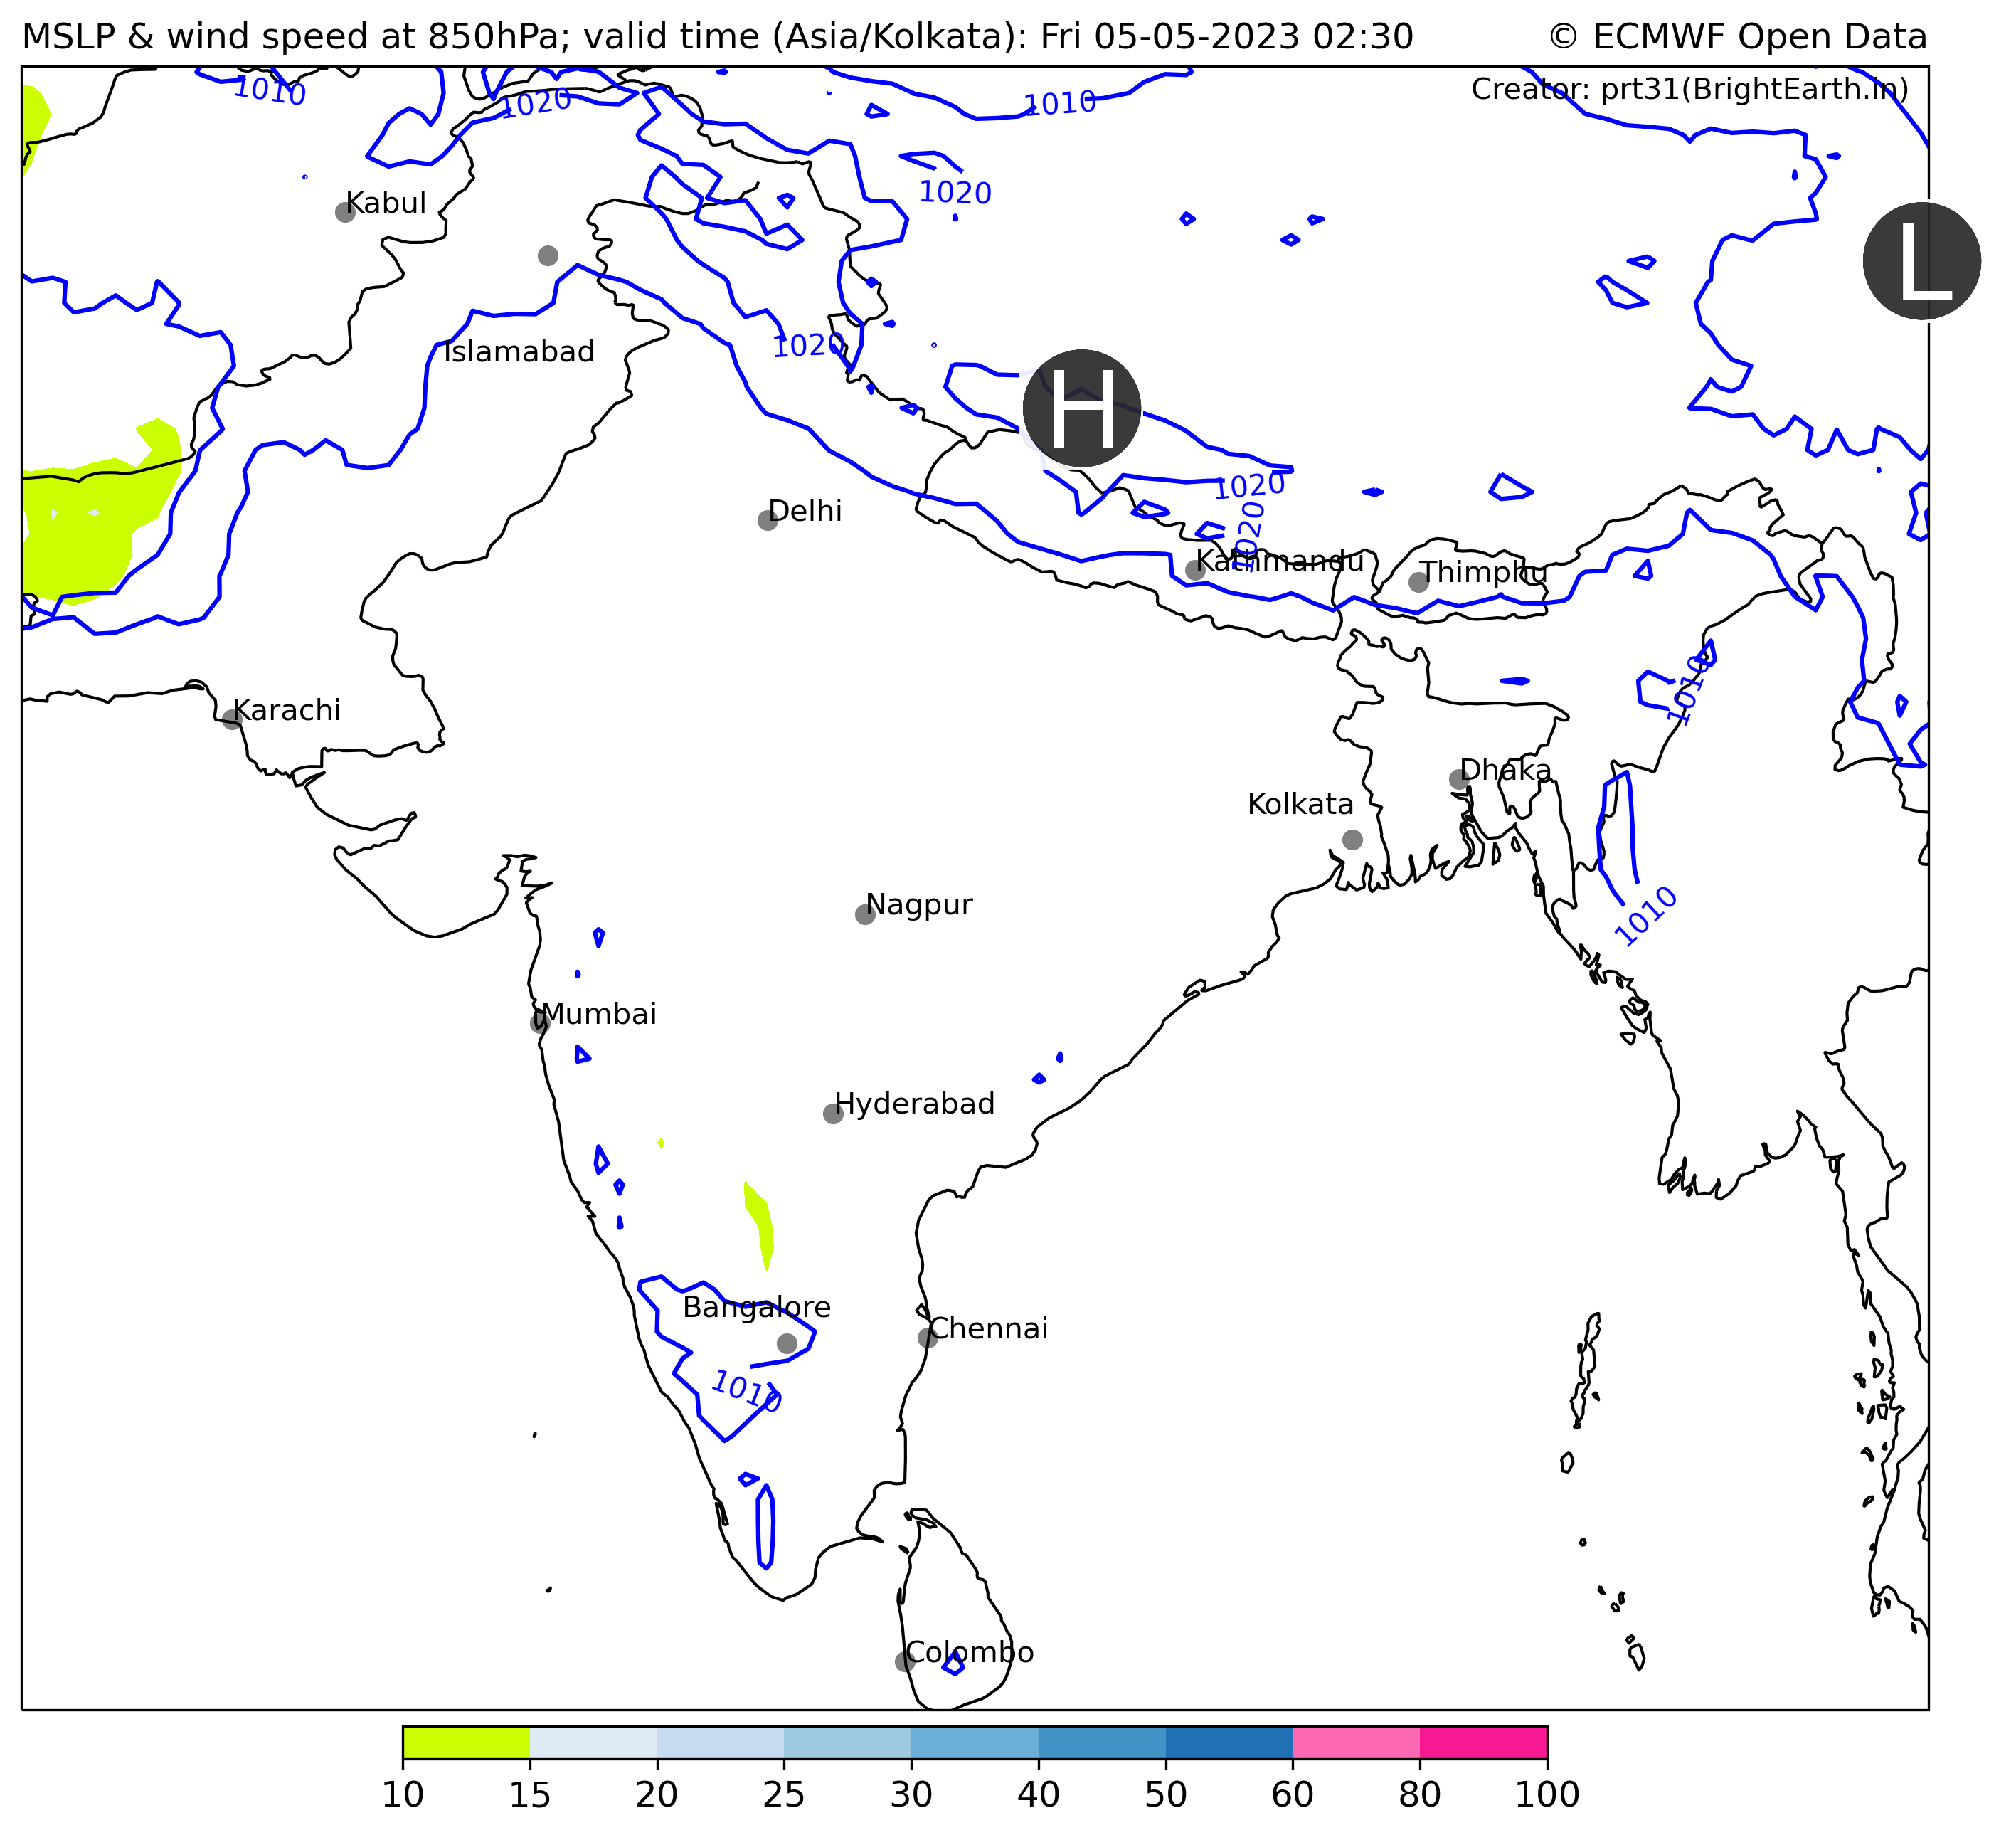 MSLP & wind speed at 850hPa; valid time (Asia/Kolkata): Fri 05-05-2023 02:30 © ECMWF Open Data
Creator: prt31(BrightEarth.in)
1010
1020
1010
1020
Kabul
L
Islamabad
1020
H
1020
1020
Delhi
Kathmandu
Thimphu
1010
Karachi
Dhaka
Kolkata
Nagpur
1010
Mumbai
Hyderabad
Bangalore
Chennai
1010
Colombo
10 15 20 25 30 40 50 60 80 100